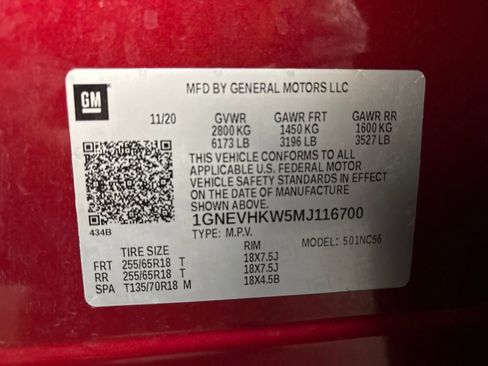 GM
MFD BY GENERAL MOTORS LLC
11/20 GVWR GAWR FRT GAWR RR
2800 KG 1450 KG 1600 KG
6173 LB 3196 LB 3527 LB
THIS VEHICLE CONFORMS TO ALL
APPLICABLE U.S. FEDERAL MOTOR
VEHICLE SAFETY STANDARDS IN EFFECT
ON THE DATE OF MANUFACTURE
SHOWN ABOVE.
1GNEVHKW5MJ116700
434B
TYPE: M.P.V. MODEL: 501NC56
TIRE SIZE RIM
FRT 255/65R18 T 18X7.5J
RR 255/65R18 T 18X7.5J
SPA T135/70R18 M 18X4.5B